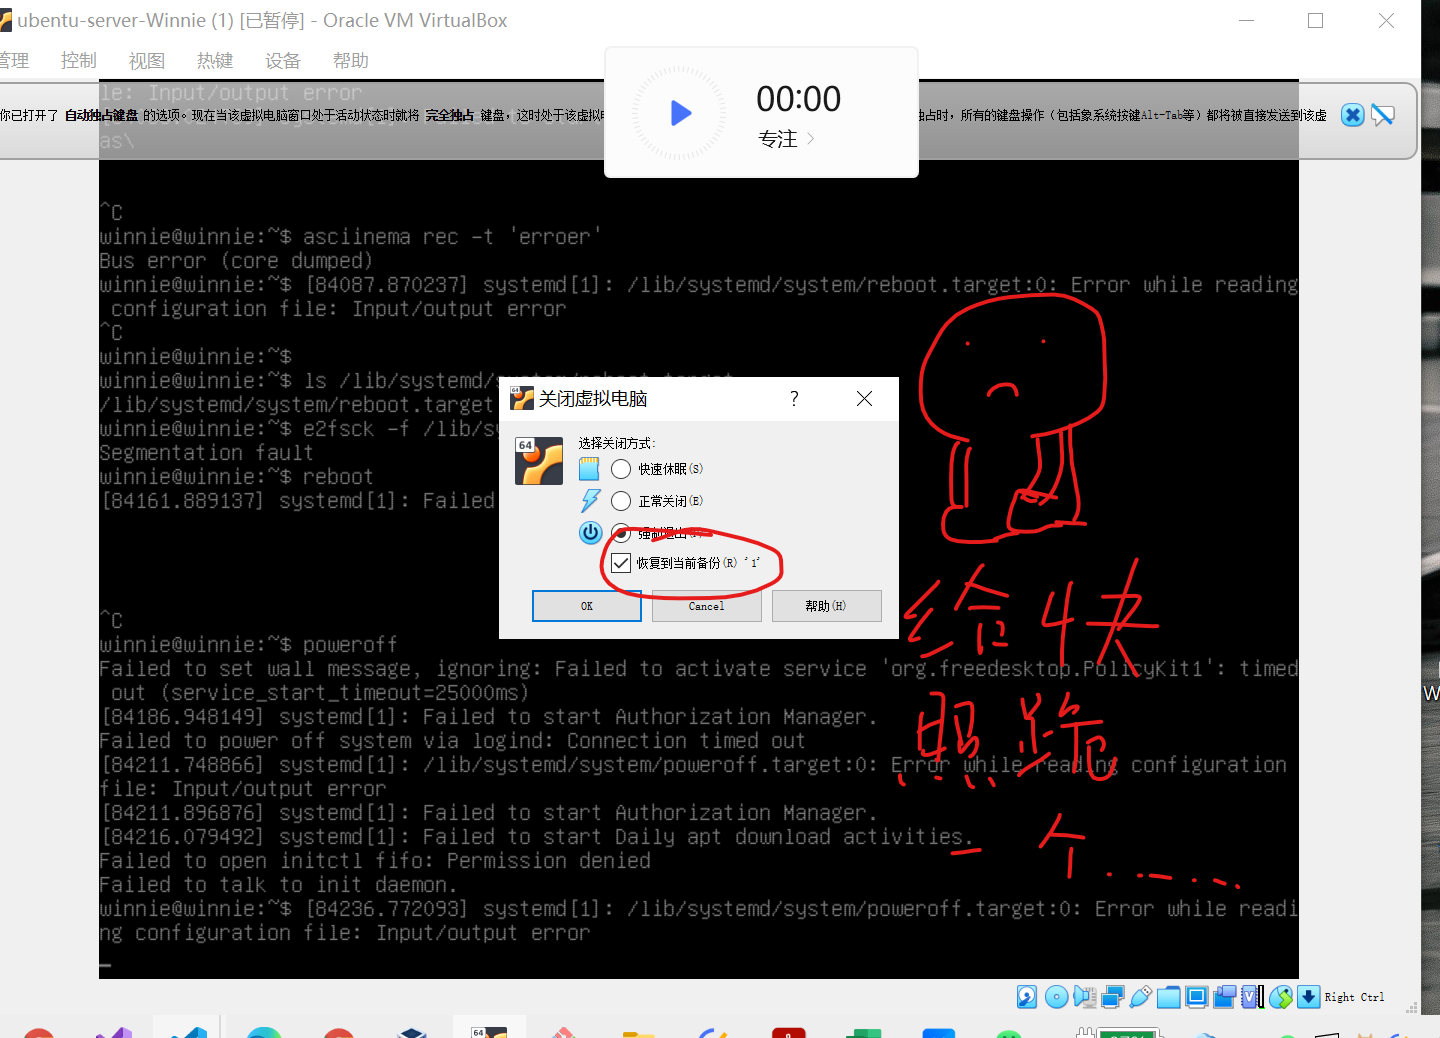 ubentu-server-Winnie (1) [已暂停] - Oracle VM VirtualBox
管理 控制 视图 热键 设备 帮助
le: Input/output error
你已打开了 自动独占键盘 的选项。现在当该虚拟电脑窗口处于活动状态时就将 完全独占 键盘，这时处于该虚拟
占时，所有的键盘操作（包括象系统按键Alt-Tab等）都将被直接发送到该虚
as\
00:00
专注
^C
winnie@winnie:~$ asciinema rec -t 'erroer'
Bus error (core dumped)
winnie@winnie:~$ [84087.870237] systemd[1]: /lib/systemd/system/reboot.target:0: Error while reading
configuration file: Input/output error
^C
winnie@winnie:~$
winnie@winnie:~$ ls /lib/systemd/system/reboot.target
/lib/systemd/system/reboot.target
winnie@winnie:~$ e2fsck -f /lib/sy
Segmentation fault
winnie@winnie:~$ reboot
[84161.889137] systemd[1]: Failed
关闭虚拟电脑
64
选择关闭方式:
快速休眠(S)
正常关闭(E)
强制退出
恢复到当前备份(R) '1'
OK Cancel 帮助(H)
给快
照跪
一个……
^C
winnie@winnie:~$ poweroff
Failed to set wall message, ignoring: Failed to activate service 'org.freedesktop.PolicyKit1': timed
out (service_start_timeout=25000ms)
[84186.948149] systemd[1]: Failed to start Authorization Manager.
Failed to power off system via logind: Connection timed out
[84211.748866] systemd[1]: /lib/systemd/system/poweroff.target:0: Error while reading configuration
file: Input/output error
[84211.896876] systemd[1]: Failed to start Authorization Manager.
[84216.079492] systemd[1]: Failed to start Daily apt download activities.
Failed to open initctl fifo: Permission denied
Failed to talk to init daemon.
winnie@winnie:~$ [84236.772093] systemd[1]: /lib/systemd/system/poweroff.target:0: Error while readi
ng configuration file: Input/output error
Right Ctrl
W
64